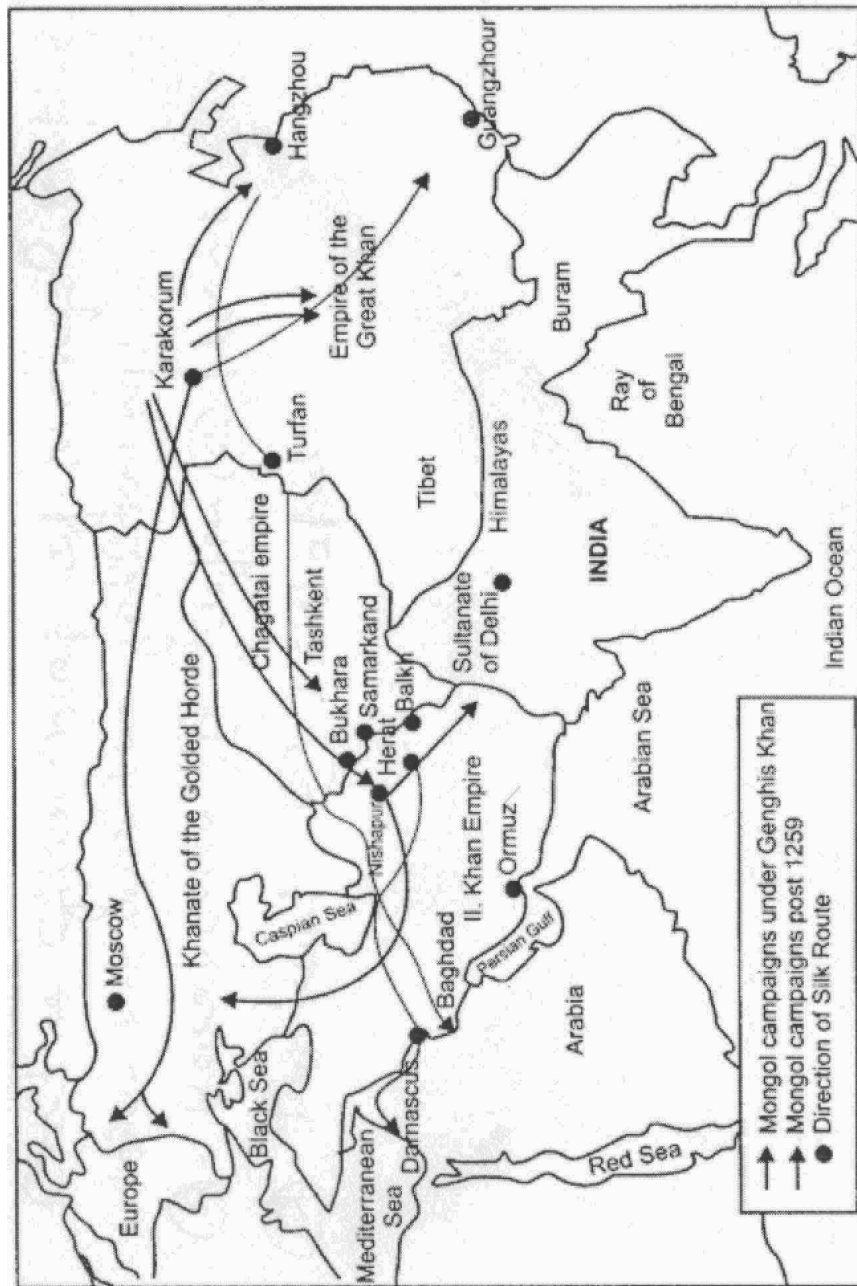 Europe
Moscow
Khanate of the Golded Horde
Karakorum
Hangzhou
Black Sea
Caspian Sea
Chagatai empire
Turfan
Empire of the
Great Khan
Tashkent
Mediterranean
Sea
Damascus
Baghdad
Nishapur
Bukhara
Samarkand
Herat
Balkh
Tibet
Guangzhour
II. Khan Empire
Persian Gulf
Ormuz
Sultanate
of Delhi
Himalayas
Buram
Red Sea
Arabia
Arabian Sea
INDIA
Ray
of
Bengal
Indian Ocean
Mongol campaigns under Genghis Khan
Mongol campaigns post 1259
Direction of Silk Route